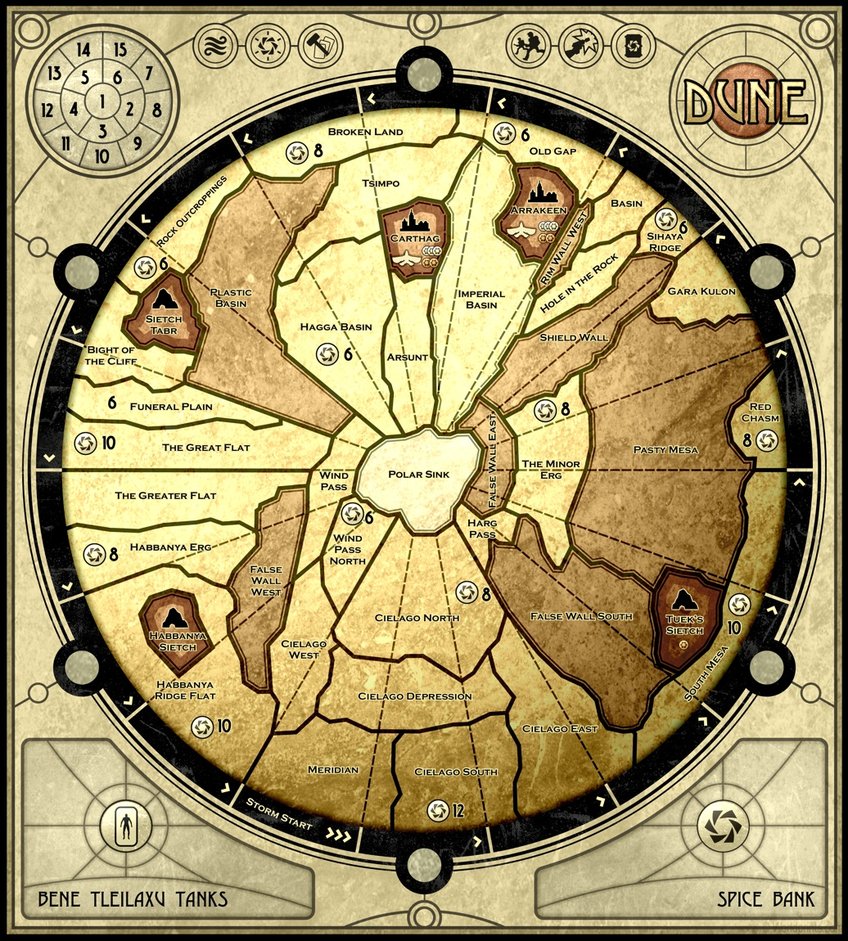 14 15
13 5 6 7
12 4 1 2 8
11 3 9
10
DUNE
BROKEN LAND
8
6
OLD GAP
TSIMPO
ROCK OUTCROPPINGS
BASIN
ARRAKEEN
CARTHAG
RIM WALL WEST
6
SIHAYA
RIDGE
6
HOLE IN THE ROCK
GARA KULON
PLASTIC
BASIN
IMPERIAL
BASIN
SIETCH
TABR
HAGGA BASIN
6
SHIELD WALL
ARSUNT
BIGHT OF
THE CLIFF
6 FUNERAL PLAIN
8
RED
CHASM
8
10
THE GREAT FLAT
FALSE WALL EAST
PASTY MESA
THE MINOR
ERG
POLAR SINK
WIND
PASS
THE GREATER FLAT
6
HARG
PASS
WIND
PASS
NORTH
HABBANYA ERG
8
FALSE
WALL
WEST
8
CIELAGO NORTH
FALSE WALL SOUTH
TUEK'S
SIETCH
10
HABBANYA
SIETCH
CIELAGO
WEST
SOUTH MESA
HABBANYA
RIDGE FLAT
10
CIELAGO DEPRESSION
CIELAGO EAST
MERIDIAN
CIELAGO SOUTH
12
STORM START
BENE TLEILAXU TANKS
SPICE BANK